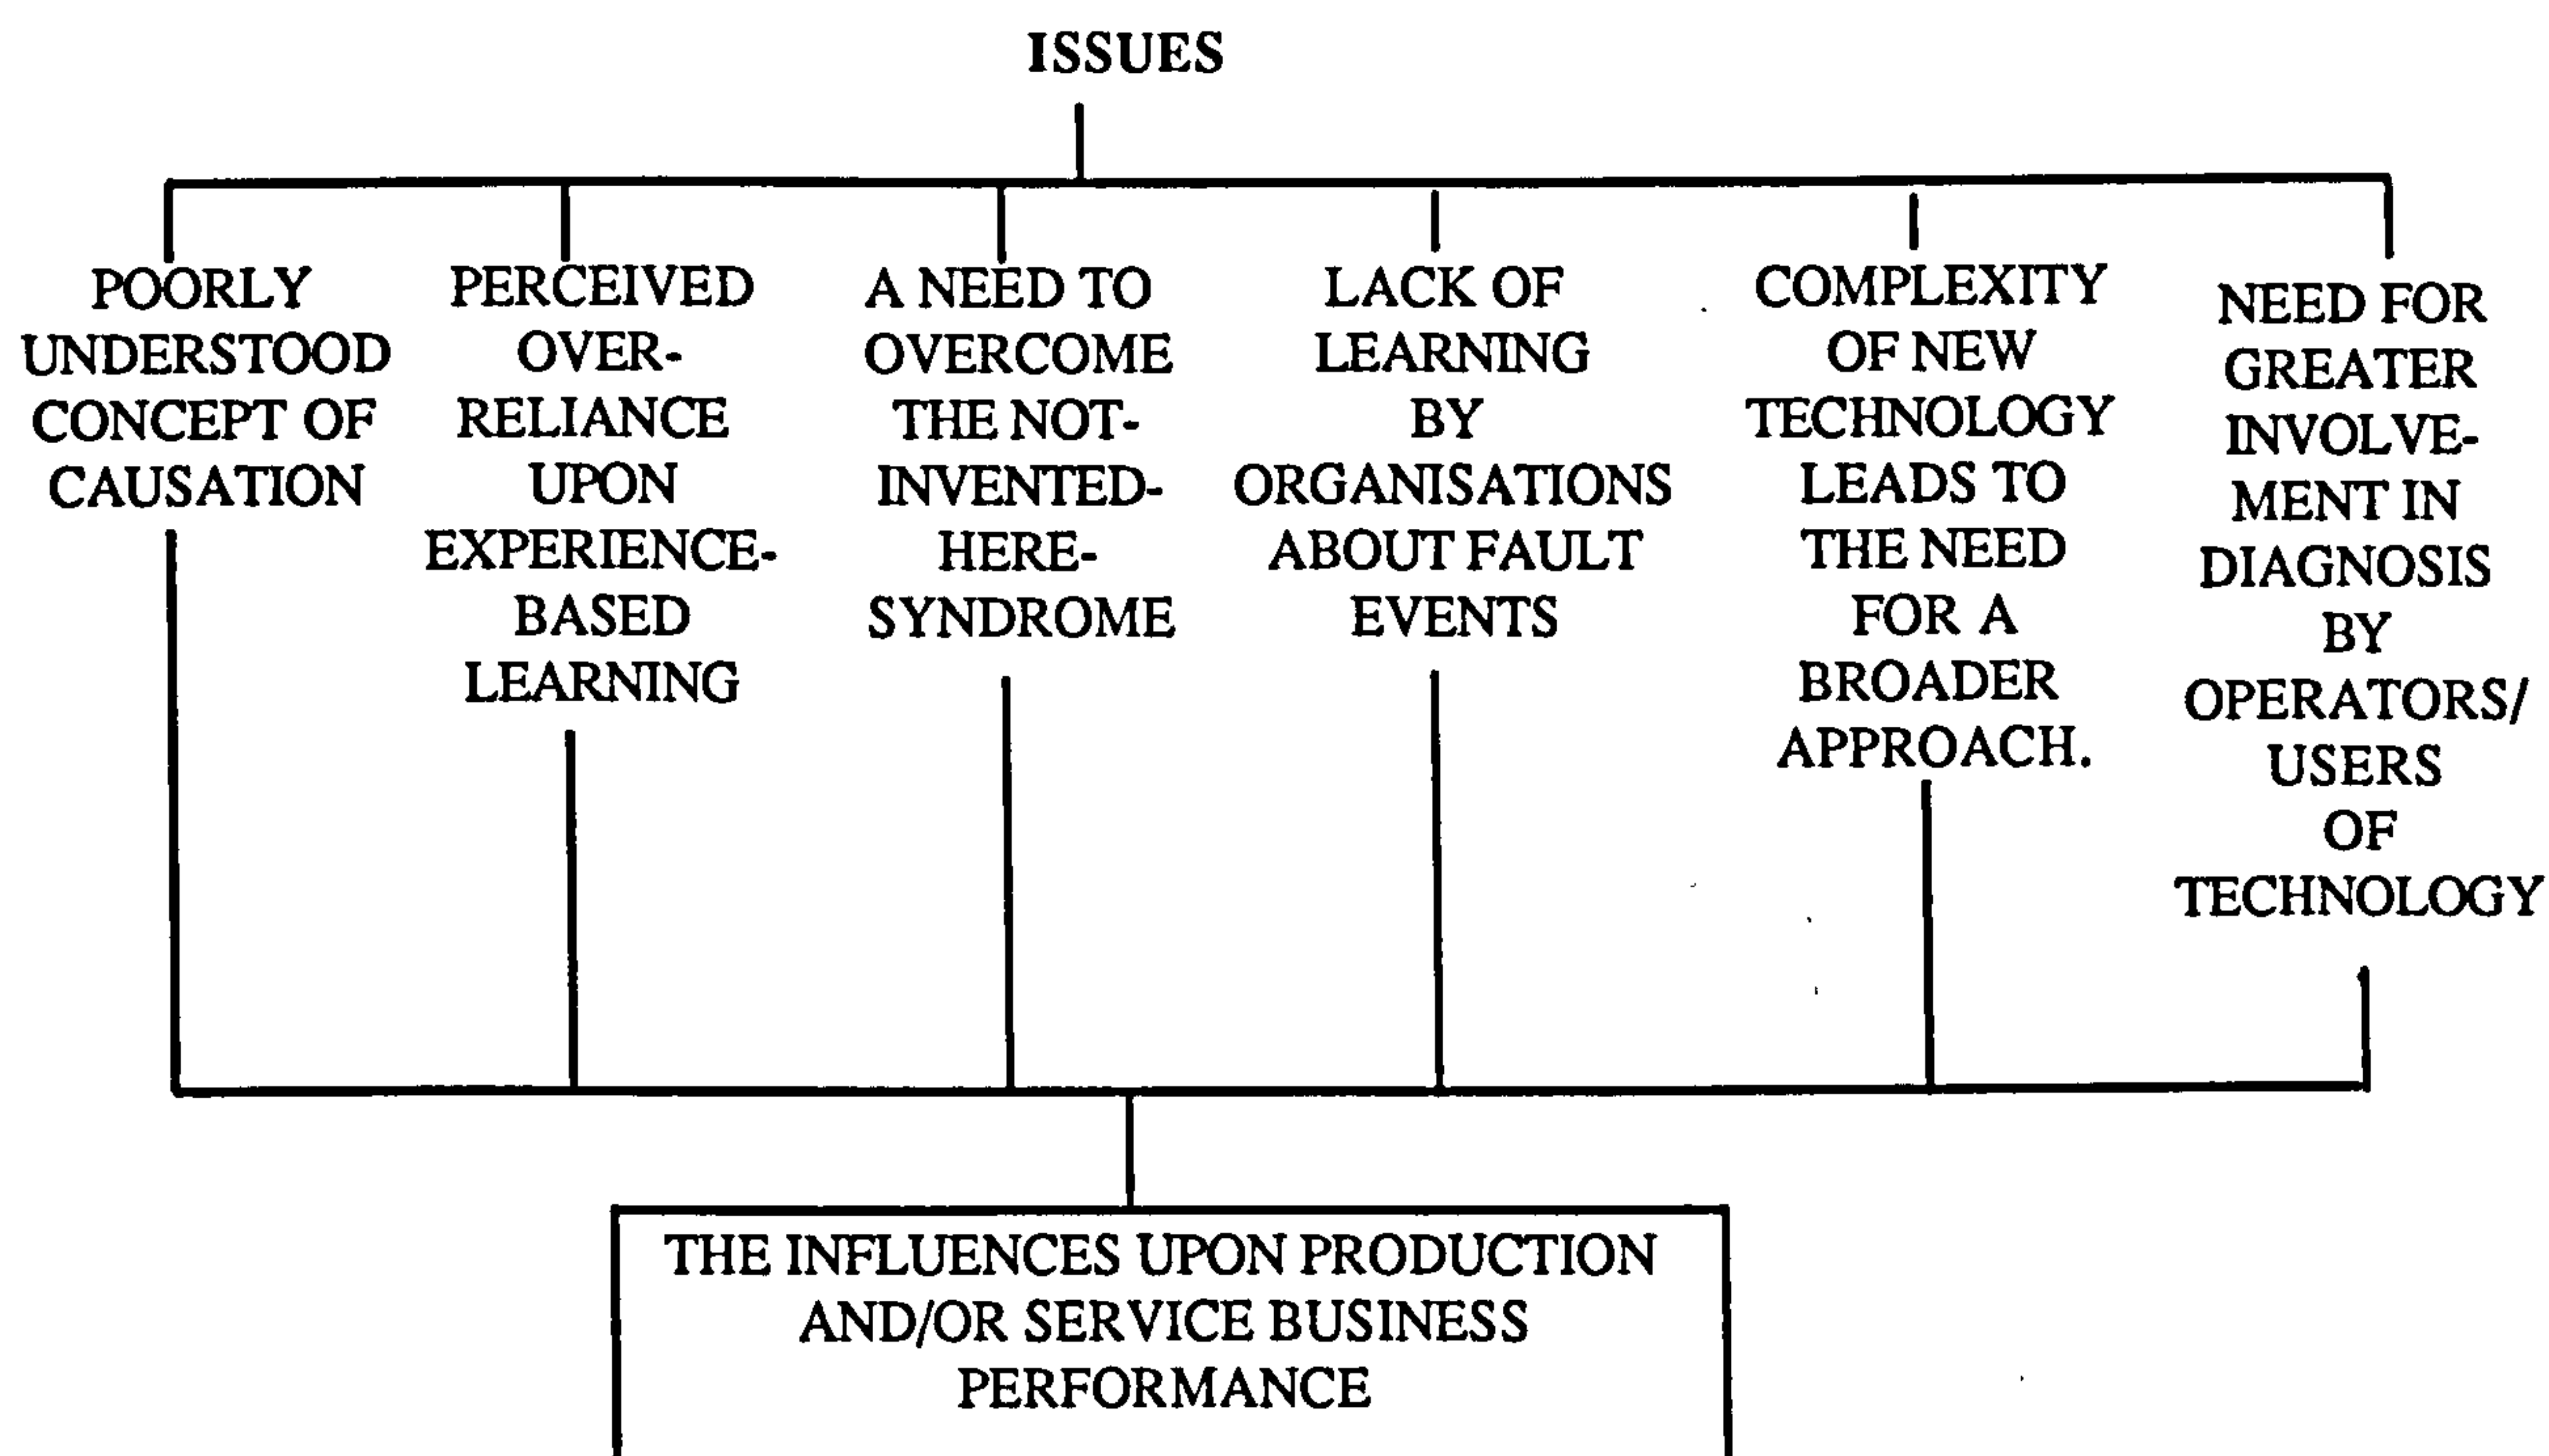 ISSUES
POORLY
UNDERSTOOD
CONCEPT OF
CAUSATION
PERCEIVED
OVER-
RELIANCE
UPON
EXPERIENCE-
BASED
LEARNING
A NEED TO
OVERCOME
THE NOT-
INVENTED-
HERE-
SYNDROME
LACK OF
LEARNING
BY
ORGANISATIONS
ABOUT FAULT
EVENTS
COMPLEXITY
OF NEW
TECHNOLOGY
LEADS TO
THE NEED
FOR A
BROADER
APPROACH.
NEED FOR
GREATER
INVOLVE-
MENT IN
DIAGNOSIS
BY
OPERATORS/
USERS
OF
TECHNOLOGY
THE INFLUENCES UPON PRODUCTION
AND/OR SERVICE BUSINESS
PERFORMANCE